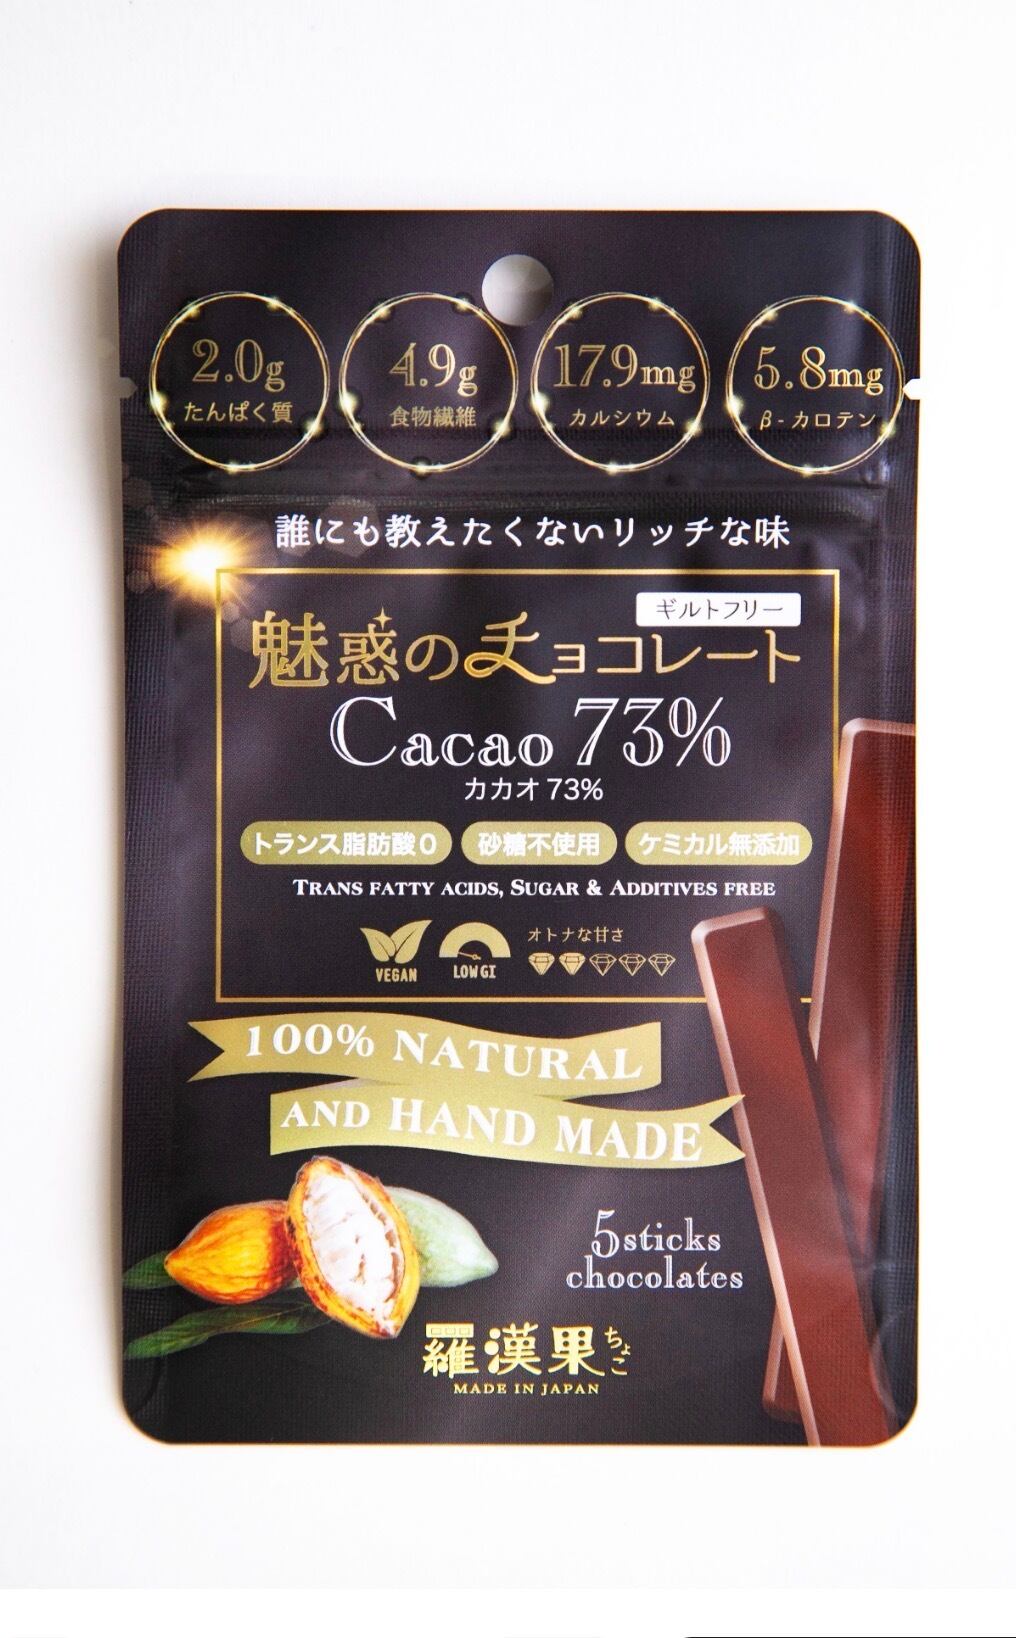 2.0g
たんぱく質
4.9g
食物繊維
17.9mg
カルシウム
5.8mg
β-カロテン
誰にも教えたくないリッチな味
ギルトフリー
魅惑のチョコレート
Cacao 73%
カカオ 73%
トランス脂肪酸0
砂糖不使用
ケミカル無添加
TRANS FATTY ACIDS, SUGAR & ADDITIVES FREE
VEGAN
LOW GI
オトナな甘さ
100% NATURAL
AND HAND MADE
5 sticks
chocolates
羅漢果ちょこ
MADE IN JAPAN